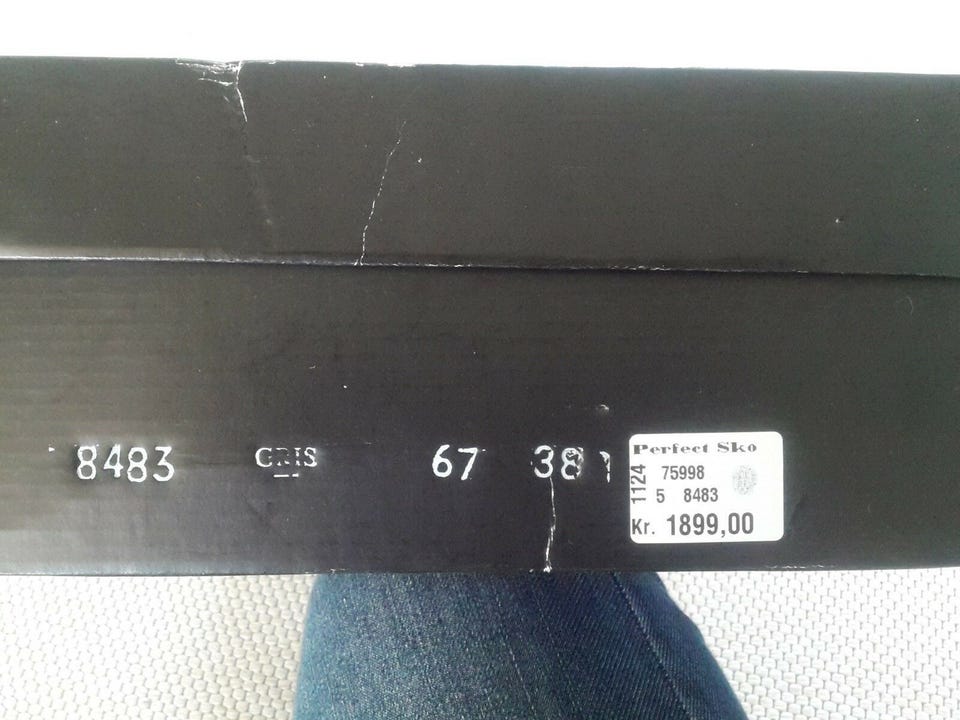 8483 GRIS 67 38
Perfect Sko
1124
75998
5 8483
Kr. 1899,00